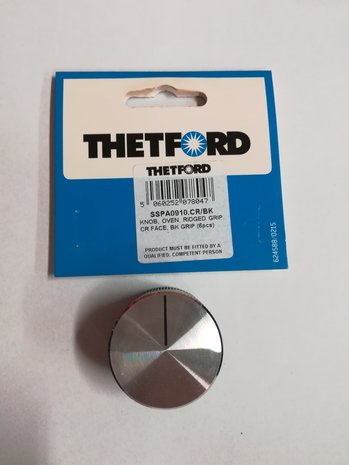 THETFORD
THETFORD
5 060252 078047
SSPA0910.CR/BK
KNOB, OVEN, RIDGED GRIP
CR FACE, BK GRIP (6pcs)
PRODUCT MUST BE FITTED BY A
QUALIFIED, COMPETENT PERSON
624588/0215